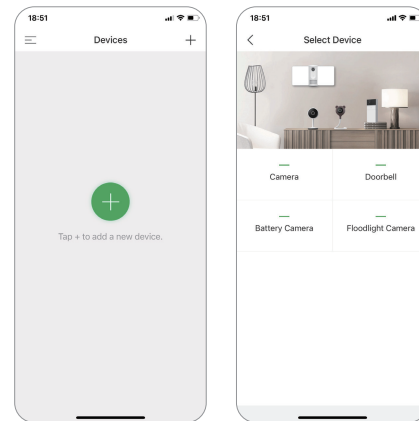 18:51
Devices
Tap + to add a new device.
18:51
Select Device
Camera
Doorbell
Battery Camera
Floodlight Camera